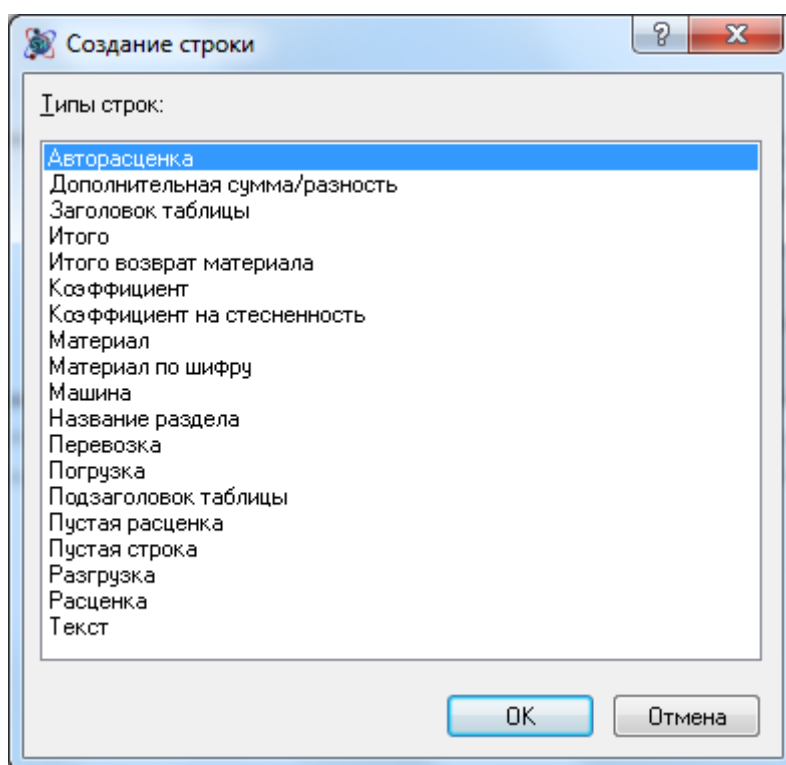 Создание строки
Типы строк:
Авторасценка
Дополнительная сумма/разность
Заголовок таблицы
Итого
Итого возврат материала
Коэффициент
Коэффициент на стесненность
Материал
Материал по шифру
Машина
Название раздела
Перевозка
Погрузка
Подзаголовок таблицы
Пустая расценка
Пустая строка
Разгрузка
Расценка
Текст
OK Отмена